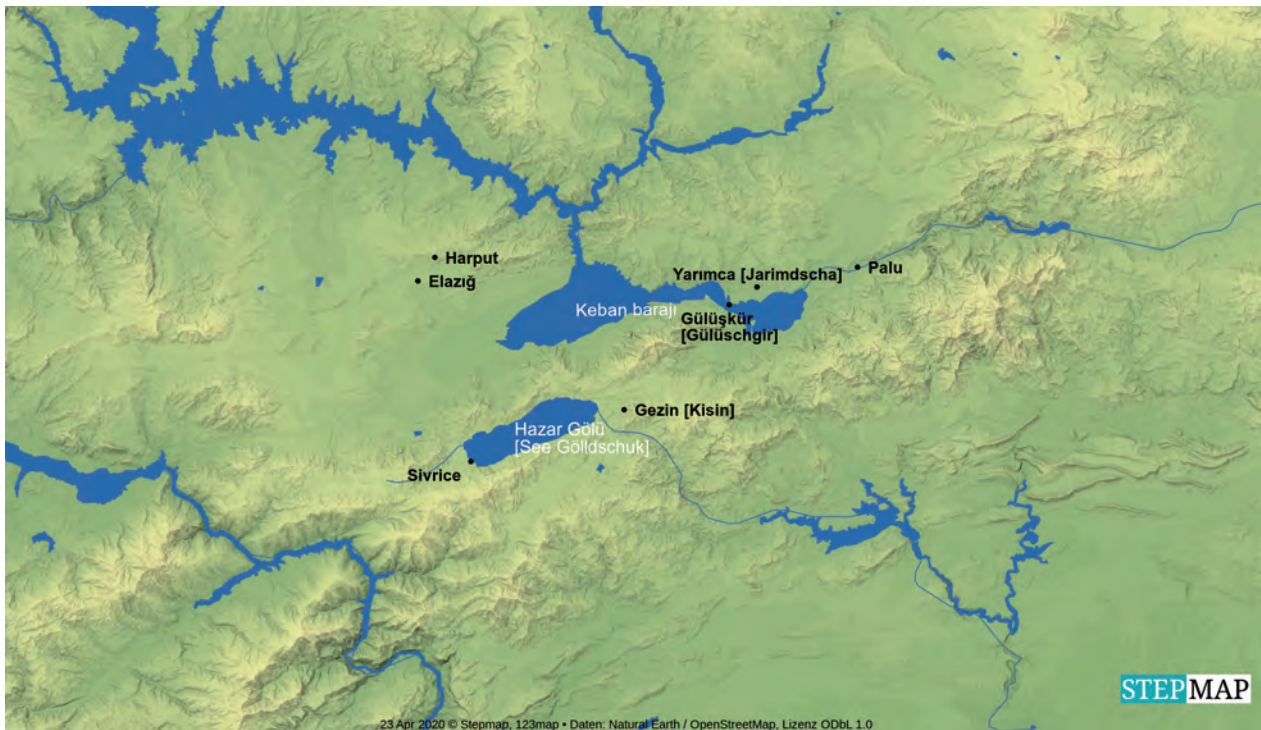 Harput
Elazığ
Palu
Yarımca [Jarimdscha]
Keban barajı
Gülüşkür
[Gülüschgir]
Gezin [Kisin]
Hazar Gölü
[See Gölldschuk]
Sivrice
STEPMAP
23 Apr 2020 © Stepmap, 123map • Daten: Natural Earth / OpenStreetMap, Lizenz ODbL 1.0